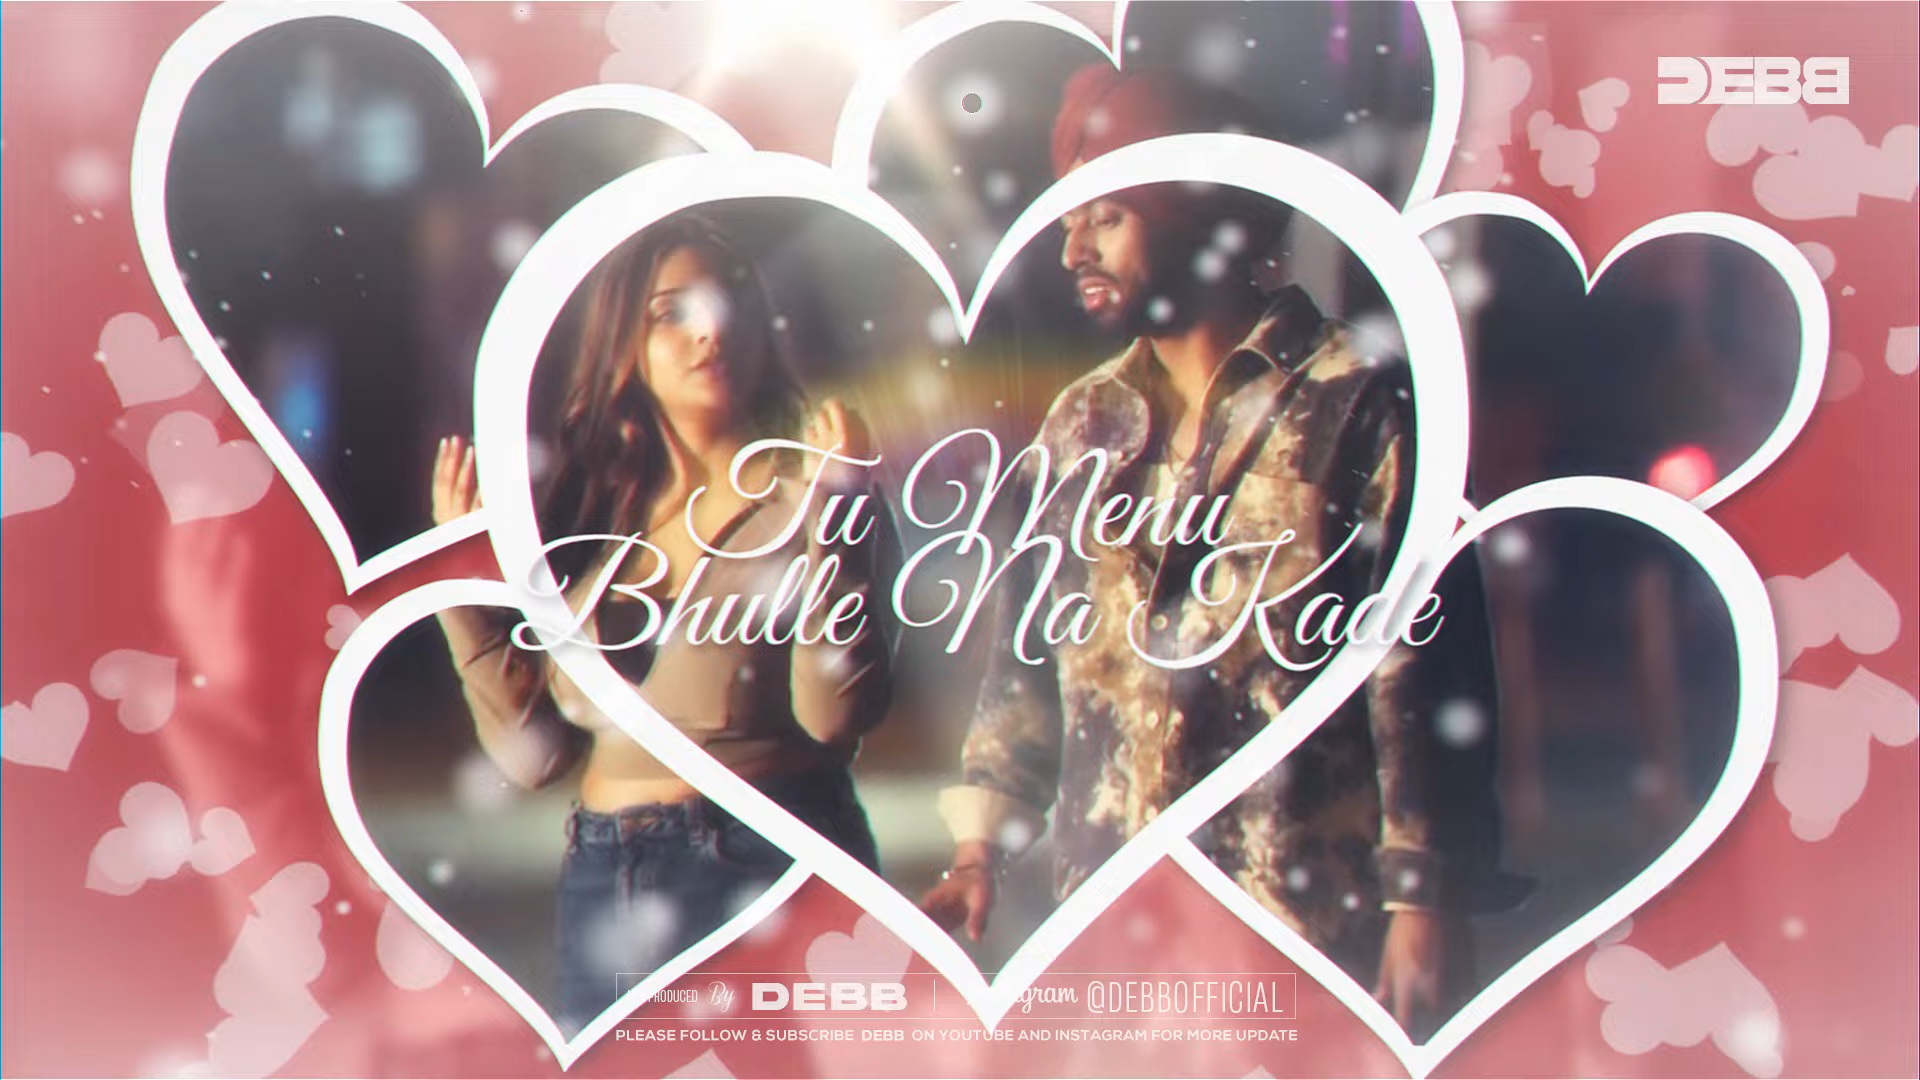 DEBB
Tu Menu
Bhulle Na Kade
PRODUCED By DEBB | @DEBBOFFICIAL
PLEASE FOLLOW & SUBSCRIBE DEBB ON YOUTUBE AND INSTAGRAM FOR MORE UPDATE